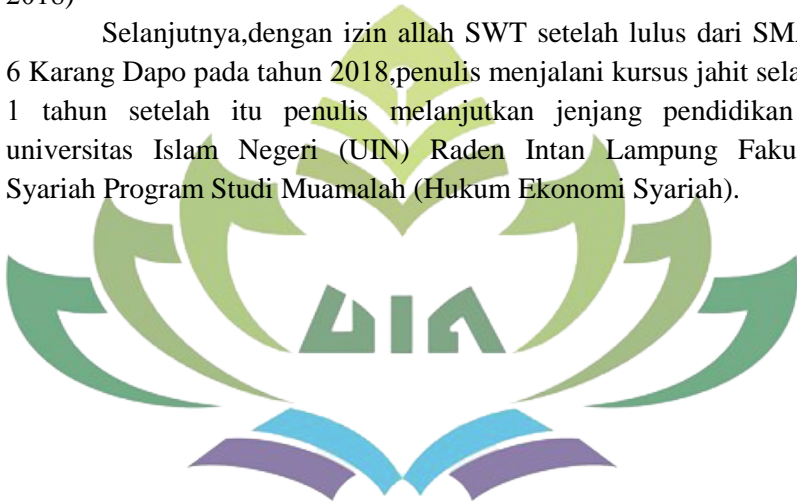 2018)
Selanjutnya,dengan izin allah SWT setelah lulus dari
6 Karang Dapo pada tahun 2018,penulis menjalani kursus jahit
1 tahun setelah itu penulis melanjutkan jenjang pendidikan
universitas Islam Negeri (UIN) Raden Intan Lampung
Syariah Program Studi Muamalah (Hukum Ekonomi Syariah).
UIN